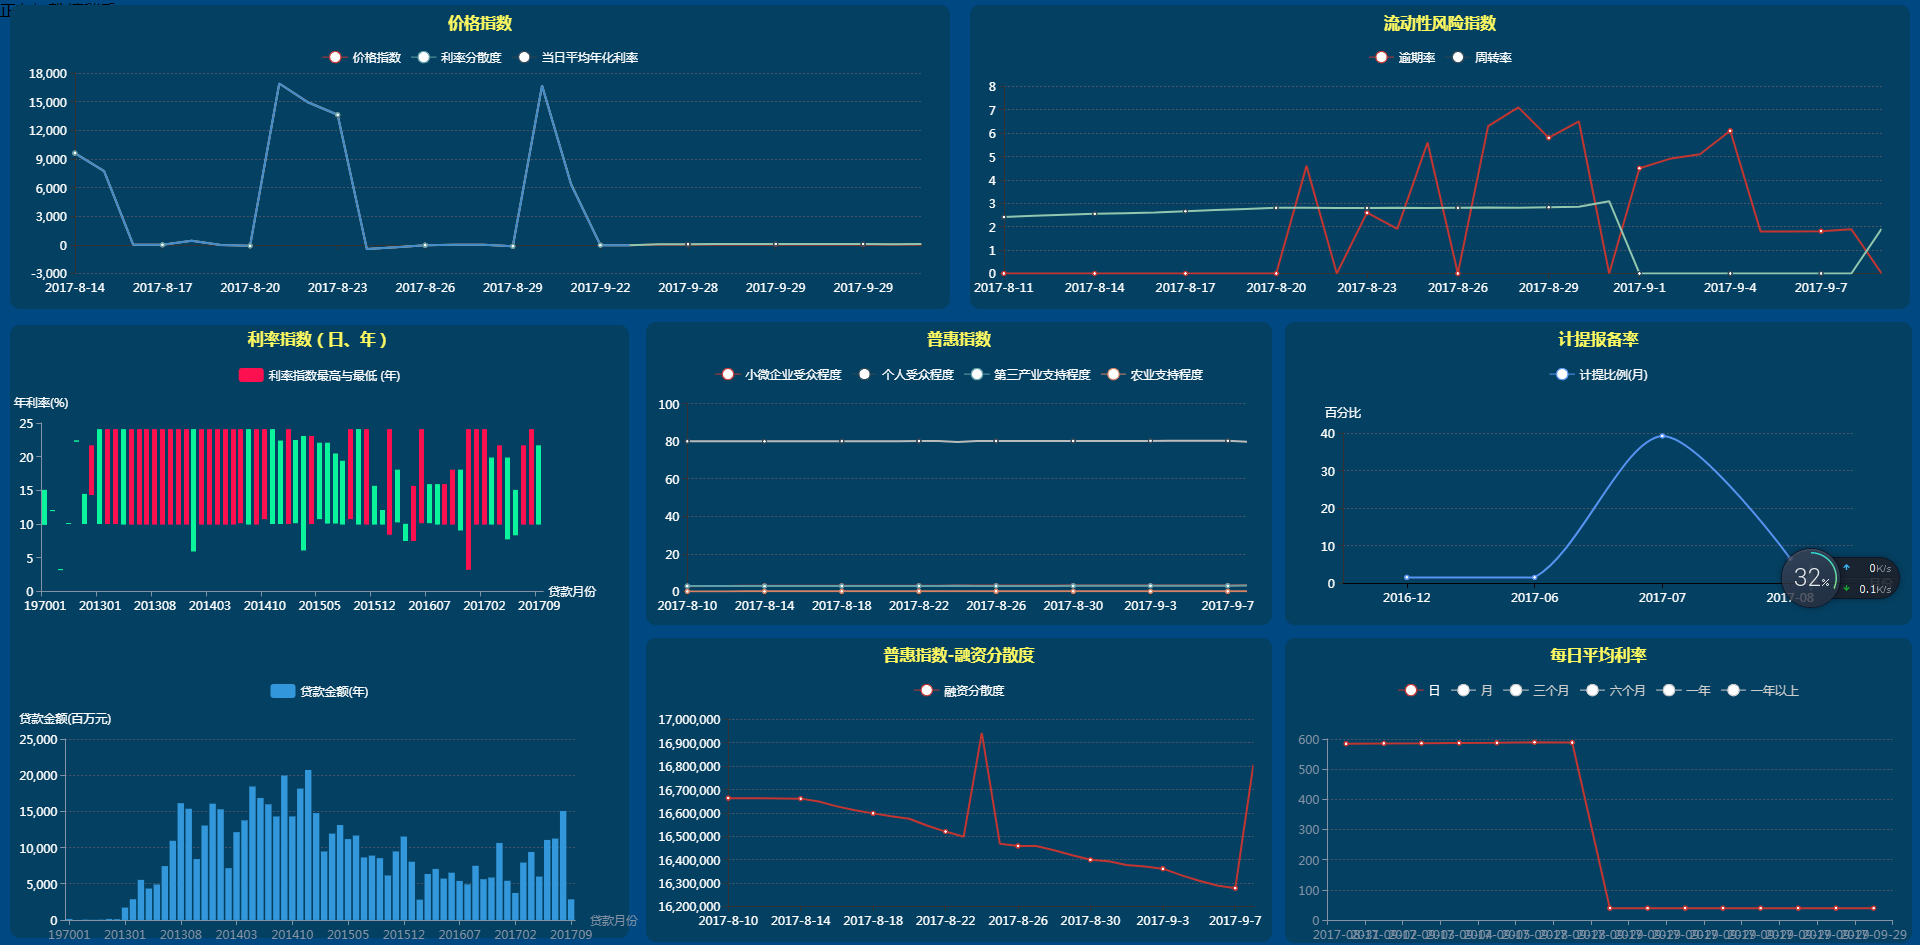 价格指数
价格指数 利率分散度 当日平均年化利率
18,000
15,000
12,000
9,000
6,000
3,000
0
-3,000
2017-8-14 2017-8-17 2017-8-20 2017-8-23 2017-8-26 2017-8-29 2017-9-22 2017-9-28 2017-9-29 2017-9-29
流动性风险指数
逾期率 周转率
8
7
6
5
4
3
2
1
0
2017-8-11 2017-8-14 2017-8-17 2017-8-20 2017-8-23 2017-8-26 2017-8-29 2017-9-1 2017-9-4 2017-9-7
利率指数（日、年）
利率指数最高与最低 (年)
年利率(%)
25
20
15
10
5
0
贷款月份
197001 201301 201308 201403 201410 201505 201512 201607 201702 201709
贷款金额(年)
贷款金额(百万元)
25,000
20,000
15,000
10,000
5,000
0
贷款月份
197001 201301 201308 201403 201410 201505 201512 201607 201702 201709
普惠指数
小微企业受众程度 个人受众程度 第三产业支持程度 农业支持程度
100
80
60
40
20
0
2017-8-10 2017-8-14 2017-8-18 2017-8-22 2017-8-26 2017-8-30 2017-9-3 2017-9-7
普惠指数-融资分散度
融资分散度
17,000,000
16,900,000
16,800,000
16,700,000
16,600,000
16,500,000
16,400,000
16,300,000
16,200,000
2017-8-10 2017-8-14 2017-8-18 2017-8-22 2017-8-26 2017-8-30 2017-9-3 2017-9-7
计提报备率
计提比例(月)
百分比
40
30
20
10
0
2016-12 2017-06 2017-07 2017-08
32%
0K/s
0.1K/s
每日平均利率
日 月 三个月 六个月 一年 一年以上
600
500
400
300
200
100
0